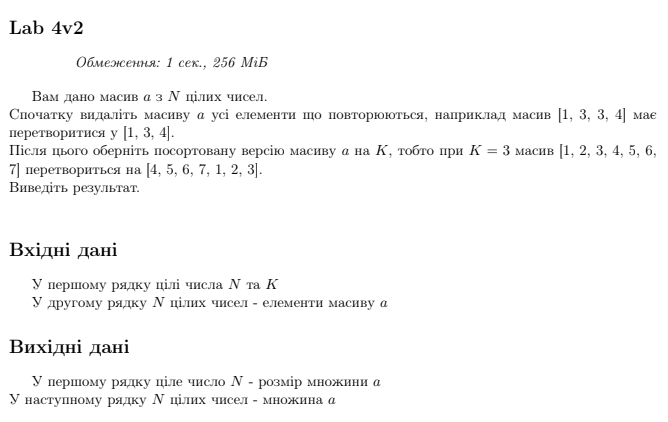 Lab 4v2
Обмеження: 1 сек., 256 МіБ
Вам дано масив a з N цілих чисел.
Спочатку видаліть масиву a усі елементи що повторюються, наприклад масив [1, 3, 3, 4] має
перетворитися у [1, 3, 4].
Після цього оберніть посортовану версію масиву a на K, тобто при K = 3 масив [1, 2, 3, 4, 5, 6,
7] перетвориться на [4, 5, 6, 7, 1, 2, 3].
Виведіть результат.
Вхідні дані
У першому рядку цілі числа N та K
У другому рядку N цілих чисел - елементи масиву a
Вихідні дані
У першому рядку ціле число N - розмір множини a
У наступному рядку N цілих чисел - множина a